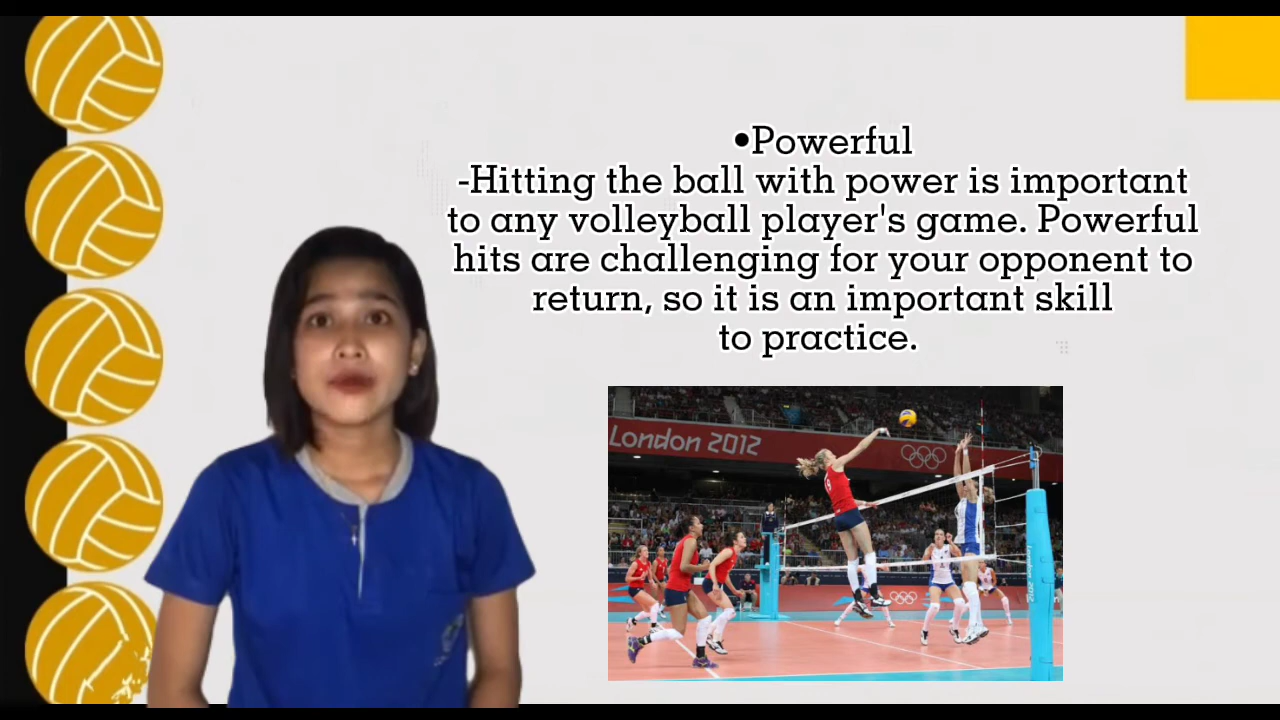 •Powerful
-Hitting the ball with power is important
to any volleyball player's game. Powerful
hits are challenging for your opponent to
return, so it is an important skill
to practice.
London 2012